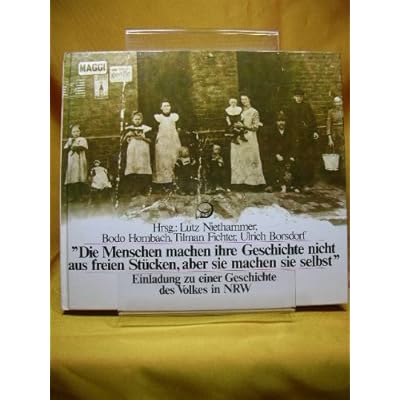 MAGGI
Hrsg.: Lutz Niethammer,
Bodo Hombach, Tilman Fichter, Ulrich Borsdorf
"Die Menschen machen ihre Geschichte nicht
aus freien Stücken, aber sie machen sie selbst"
Einladung zu einer Geschichte
des Volkes in NRW